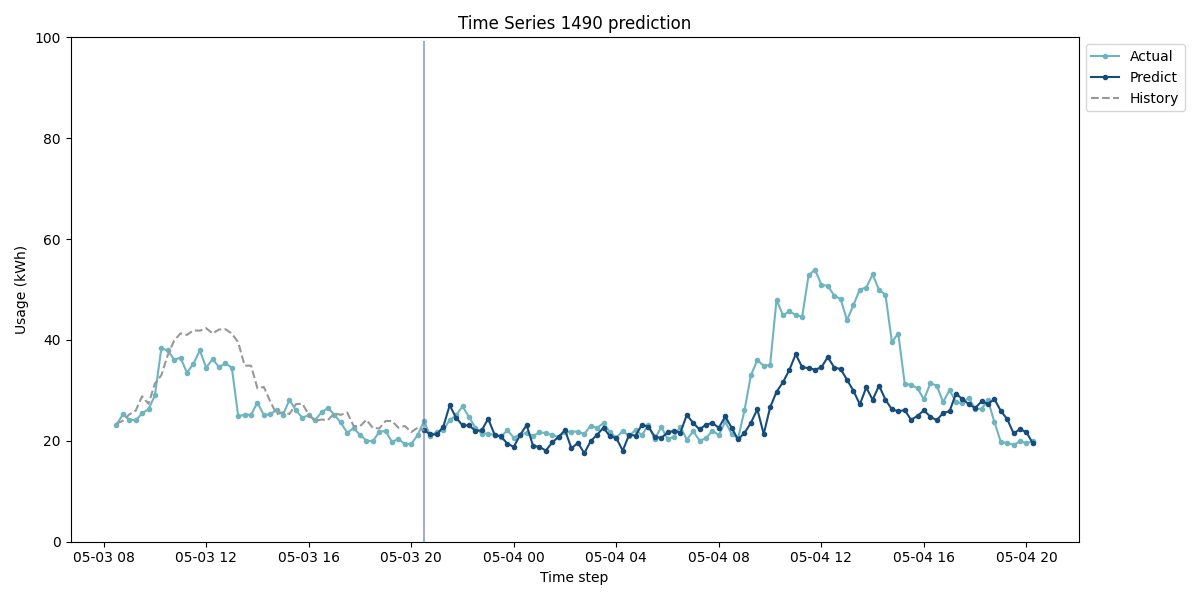 Time Series 1490 prediction
Usage (kWh)
100
80
60
40
20
0
05-03 08 05-03 12 05-03 16 05-03 20 05-04 00 05-04 04 05-04 08 05-04 12 05-04 16 05-04 20
Time step
Actual
Predict
History